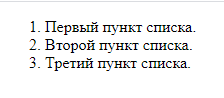 1. Первый пункт списка.
2. Второй пункт списка.
3. Третий пункт списка.